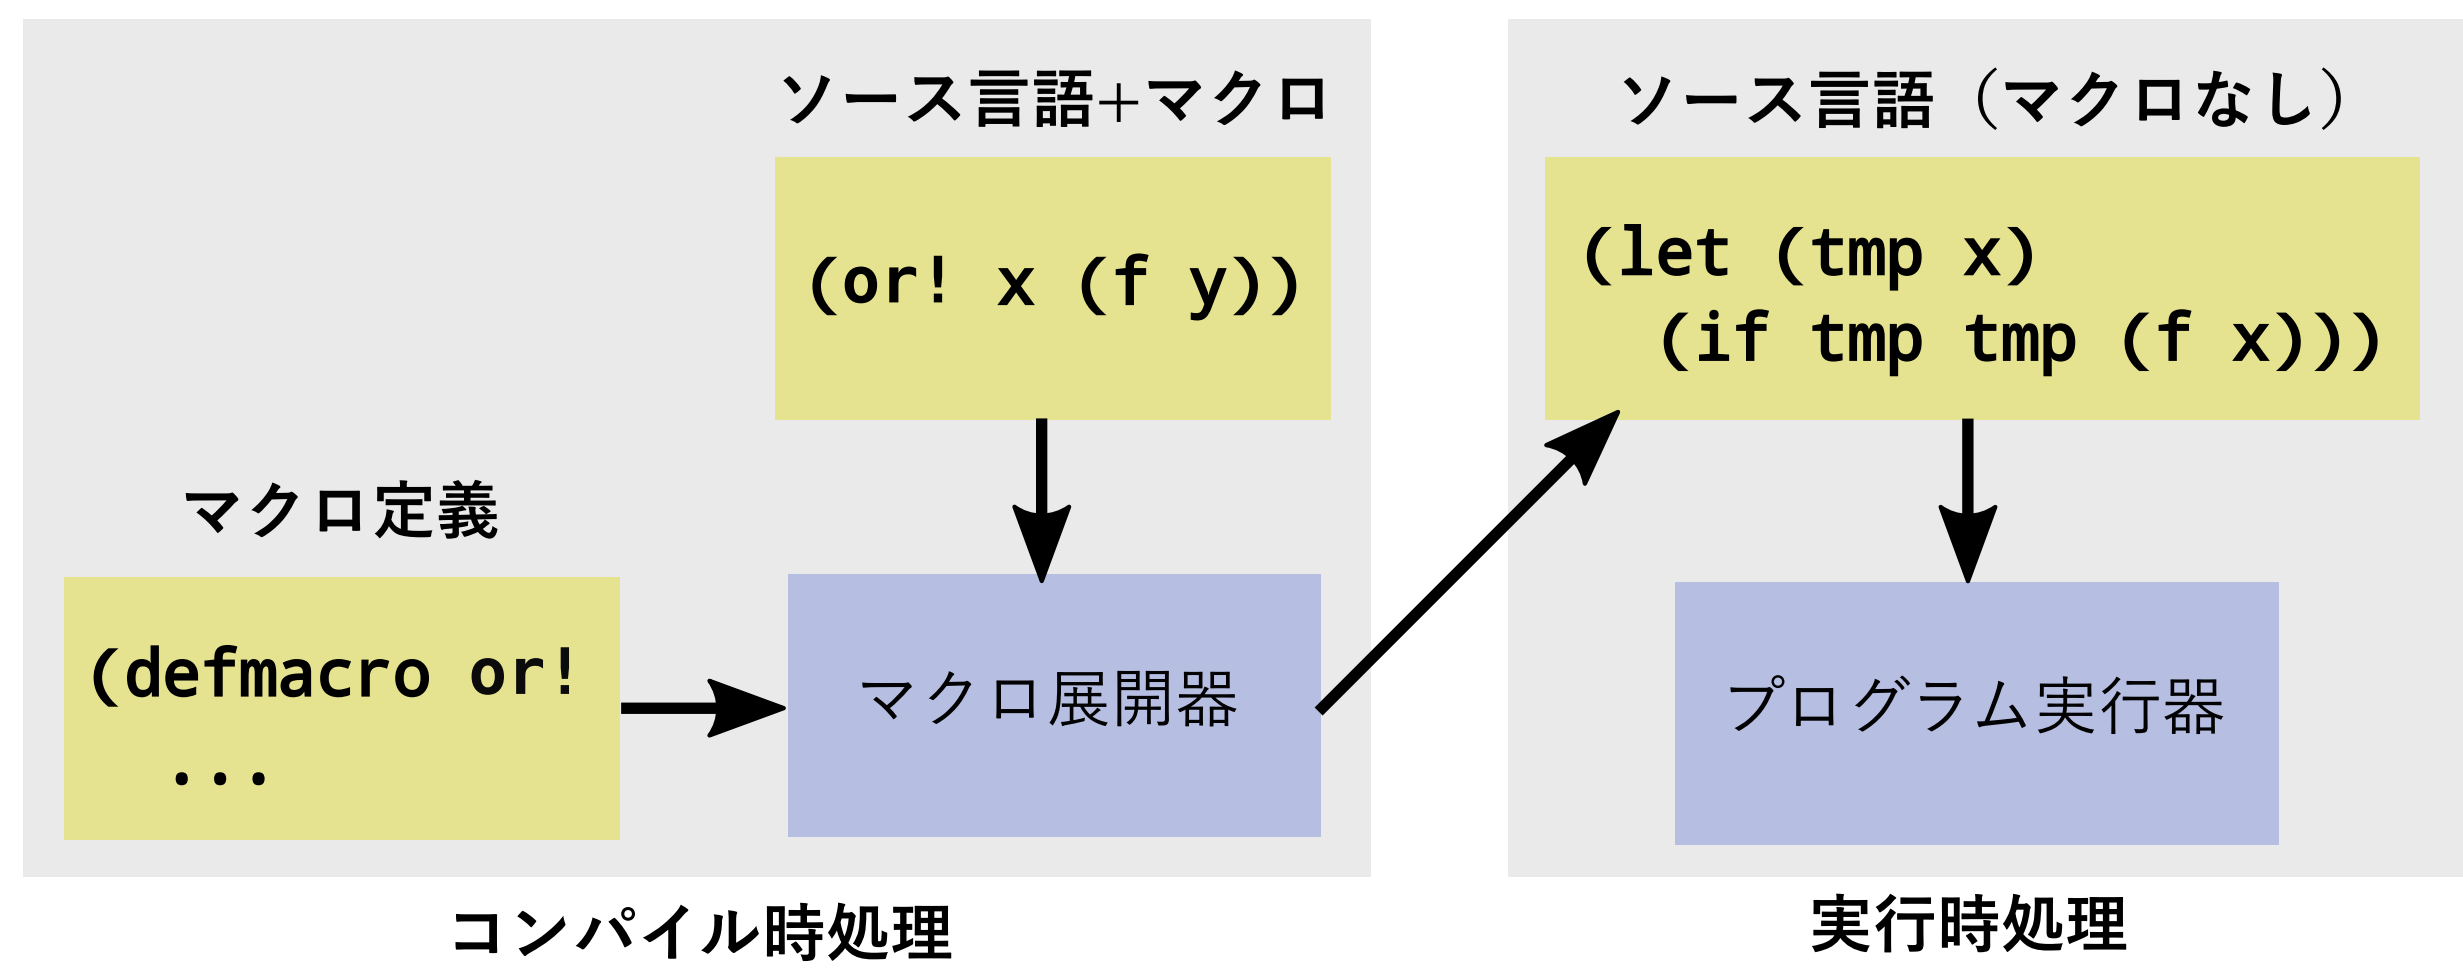 ソース言語+マクロ
(or! x (f y))
マクロ定義
(defmacro or!
...
マクロ展開器
コンパイル時処理
ソース言語（マクロなし）
(let (tmp x)
(if tmp tmp (f x)))
プログラム実行器
実行時処理